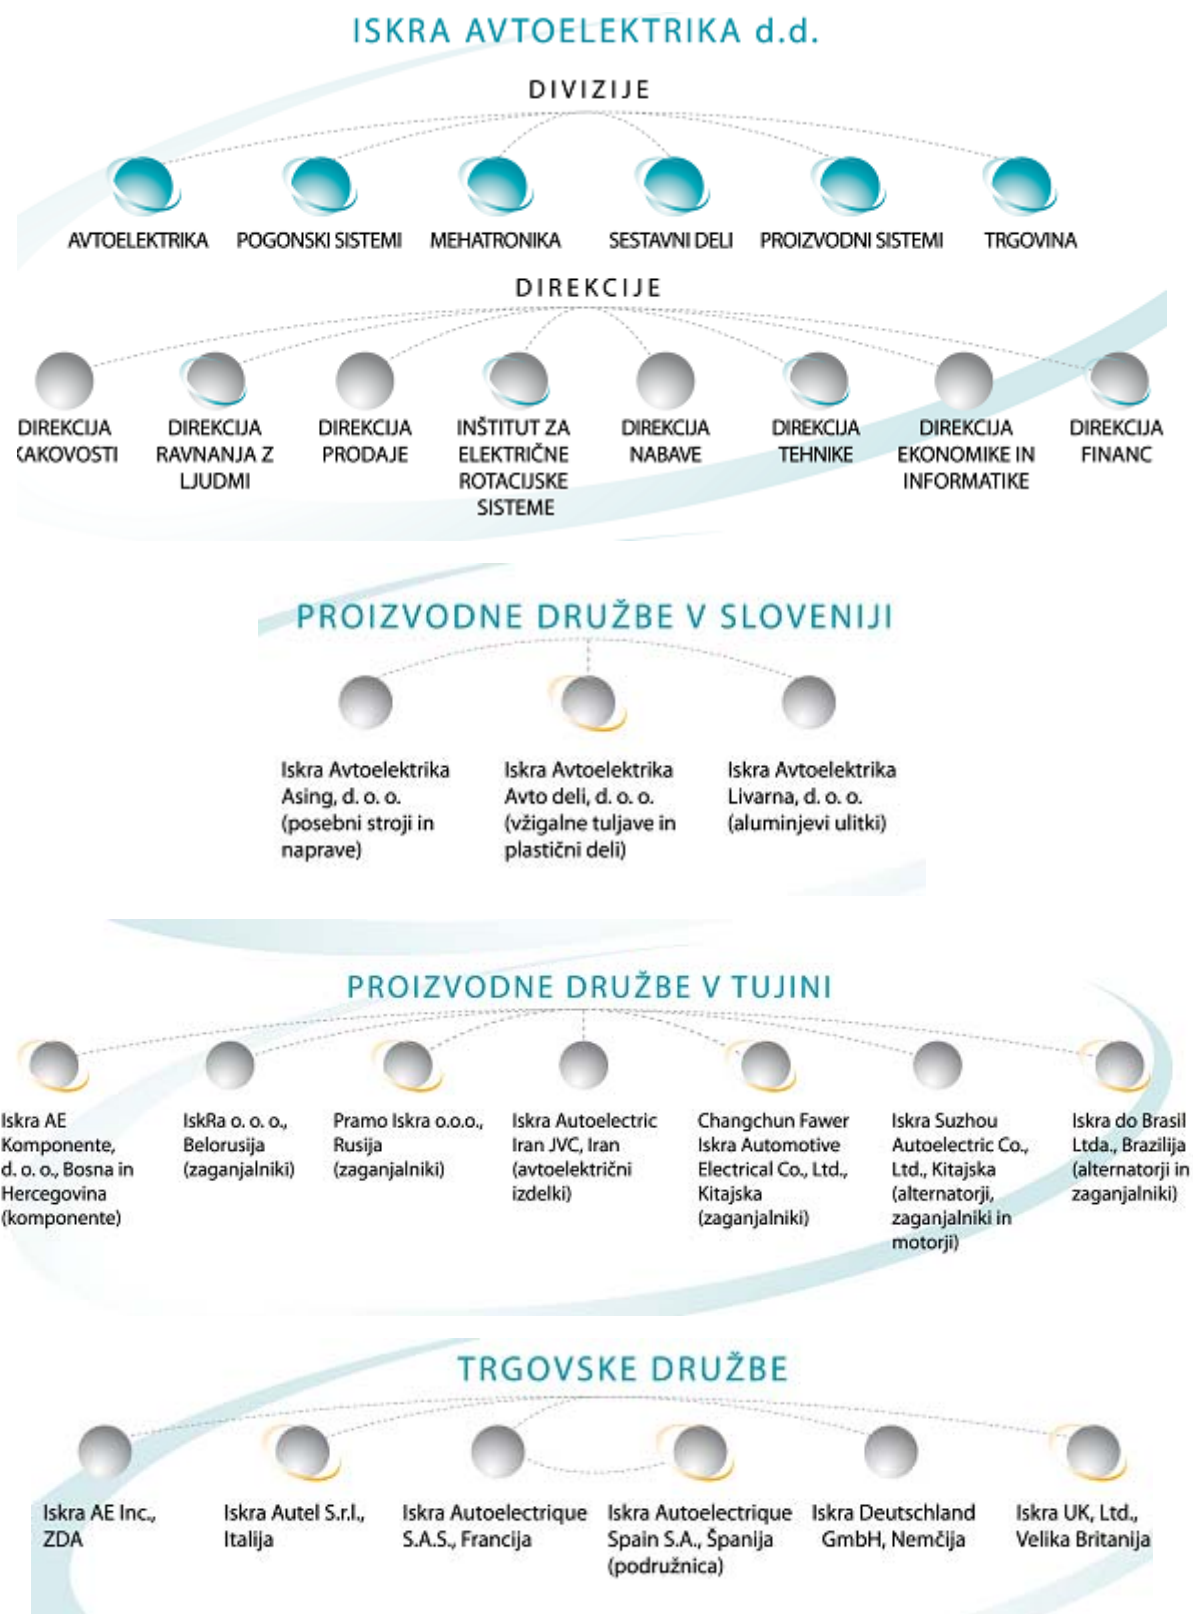 ISKRA AVTOELEKTRIKA d.d.
DIVIZIJE
AVTOELEKTRIKA
POGONSKI SISTEMI
MEHATRONIKA
SESTAVNI DELI
PROIZVODNI SISTEMI
TRGOVINA
DIREKCIJE
DIREKCIJA
KAKOVOSTI
DIREKCIJA
RAVNANJA Z
LJUDMI
DIREKCIJA
PRODAJE
INŠTITUT ZA
ELEKTRIČNE
ROTACIJSKE
SISTEME
DIREKCIJA
NABAVE
DIREKCIJA
TEHNIKE
DIREKCIJA
EKONOMIKE IN
INFORMATIKE
DIREKCIJA
FINANC
PROIZVODNE DRUŽBE V SLOVENIJI
Iskra Avtoelektrika
Asing, d. o. o.
(posebni stroji in
naprave)
Iskra Avtoelektrika
Avto deli, d. o. o.
(vžigalne tuljave in
plastični deli)
Iskra Avtoelektrika
Livarna, d. o. o.
(aluminjevi ulitki)
PROIZVODNE DRUŽBE V TUJINI
Iskra AE
Komponente,
d. o. o., Bosna in
Hercegovina
(komponente)
IskRa o. o. o.,
Belorusija
(zaganjalniki)
Pramo Iskra o.o.o.,
Rusija
(zaganjalniki)
Iskra Autoelectric
Iran JVC, Iran
(avtoelektrični
izdelki)
Changchun Fawer
Iskra Automotive
Electrical Co., Ltd.,
Kitajska
(zaganjalniki)
Iskra Suzhou
Autoelectric Co.,
Ltd., Kitajska
(alternatorji,
zaganjalniki in
motorji)
Iskra do Brasil
Ltda., Brazilija
(alternatorji in
zaganjalniki)
TRGOVSKE DRUŽBE
Iskra AE Inc.,
ZDA
Iskra Autel S.r.l.,
Italija
Iskra Autoelectrique
S.A.S., Francija
Iskra Autoelectrique
Spain S.A., Španija
(podružnica)
Iskra Deutschland
GmbH, Nemčija
Iskra UK, Ltd.,
Velika Britanija